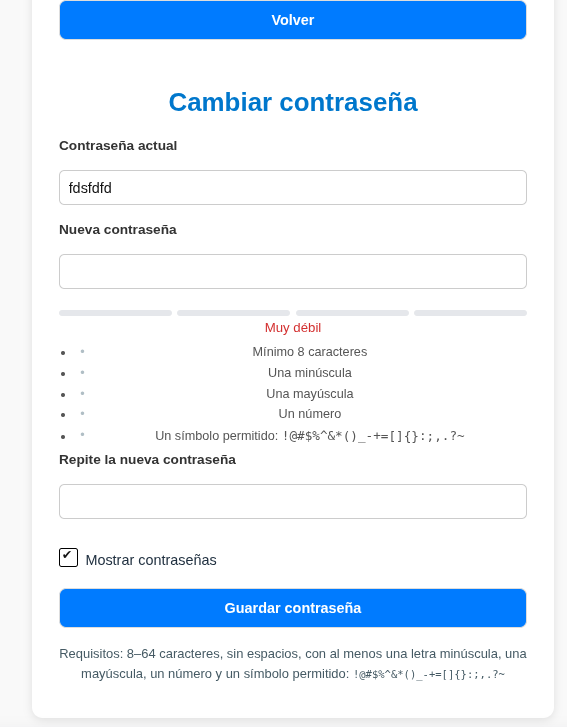 Volver
Cambiar contraseña
Contraseña actual
fdsfdfd
Nueva contraseña
Muy débil
• • Mínimo 8 caracteres
• • Una minúscula
• • Una mayúscula
• • Un número
• • Un símbolo permitido: !@#$%^&*()_-+=[]{}:;,.?~
Repite la nueva contraseña
✔ Mostrar contraseñas
Guardar contraseña
Requisitos: 8–64 caracteres, sin espacios, con al menos una letra minúscula, una
mayúscula, un número y un símbolo permitido: !@#$%^&*()_-+=[]{}:;,.?~